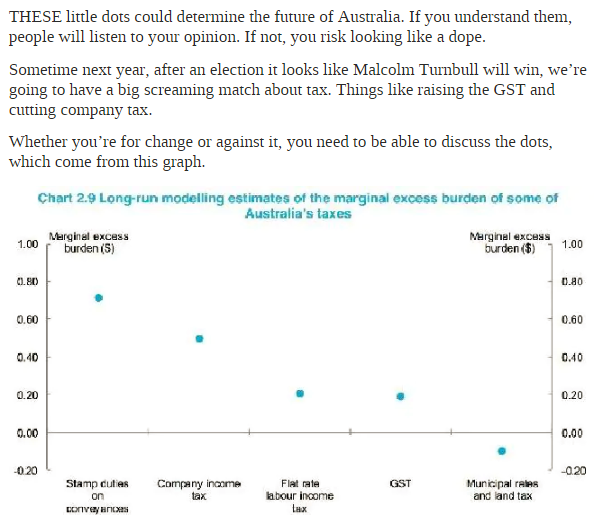 THESE little dots could determine the future of Australia. If you understand them,
people will listen to your opinion. If not, you risk looking like a dope.
Sometime next year, after an election it looks like Malcolm Turnbull will win, we’re
going to have a big screaming match about tax. Things like raising the GST and
cutting company tax.
Whether you’re for change or against it, you need to be able to discuss the dots,
which come from this graph.
Chart 2.9 Long-run modelling estimates of the marginal excess burden of some of
Australia's taxes
Marginal excess
burden ($)
Marginal excess
burden ($)
1.00
1.00
0.80
0.80
0.60
0.60
0.40
0.40
0.20
0.20
0.00
0.00
-0.20
-0.20
Stamp duties
on
conveyances
Company income
tax
Flat rate
labour income
tax
GST
Municipal rates
and land tax